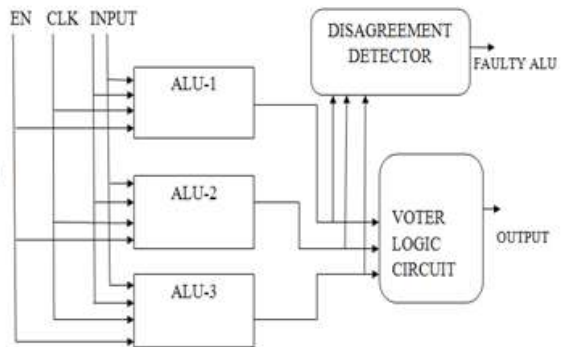 EN CLK INPUT
DISAGREEMENT
DETECTOR
FAULTY ALU
ALU-1
ALU-2
VOTER
LOGIC
CIRCUIT
OUTPUT
ALU-3